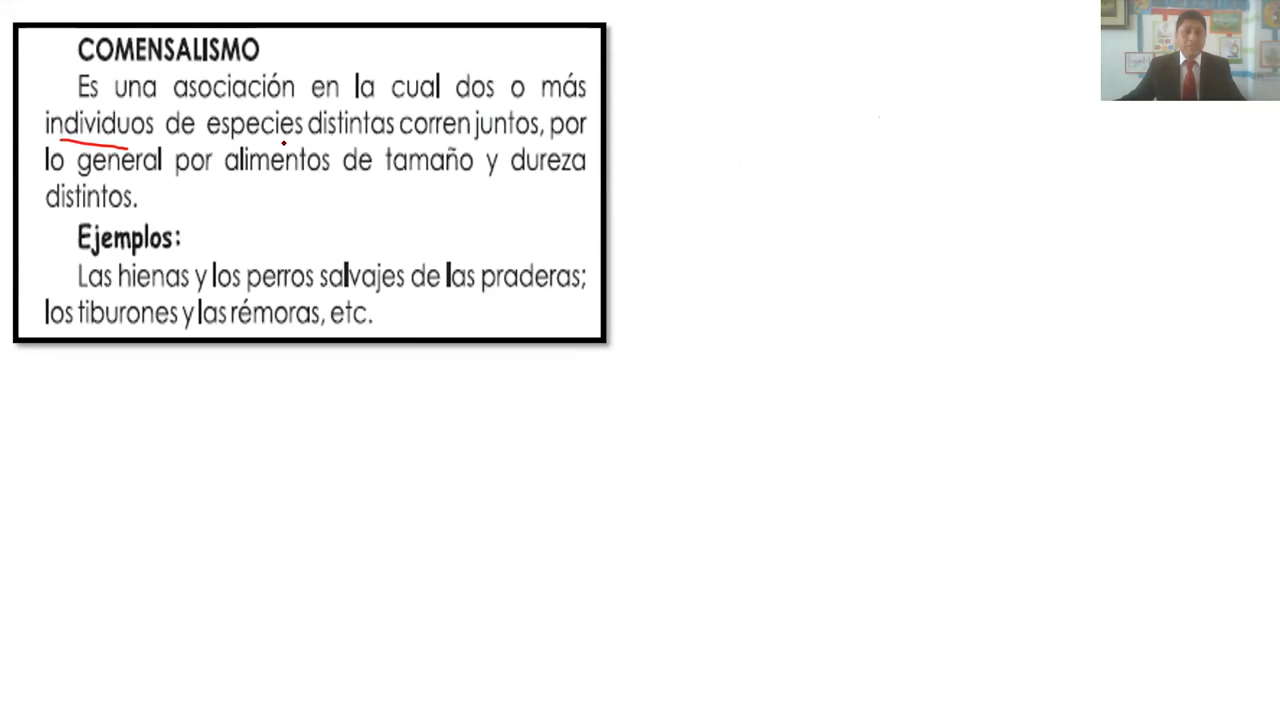 COMENSALISMO
Es una asociación en la cual dos o más
individuos de especies distintas corren juntos, por
lo general por alimentos de tamaño y dureza
distintos.
Ejemplos:
Las hienas y los perros salvajes de las praderas;
los tiburones y las rémoras, etc.